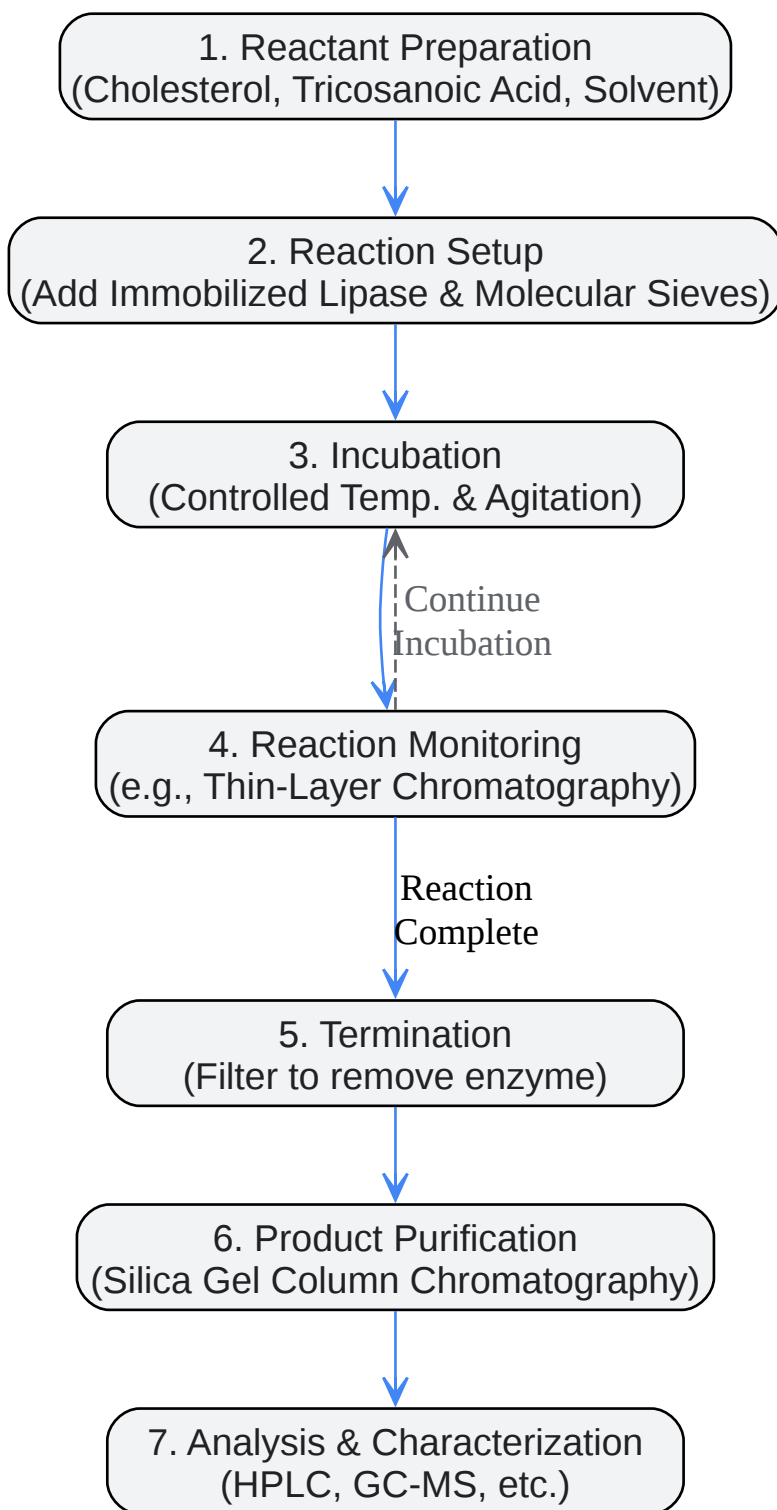 1. Reactant Preparation
(Cholesterol, Tricosanoic Acid, Solvent)
2. Reaction Setup
(Add Immobilized Lipase & Molecular Sieves)
3. Incubation
(Controlled Temp. & Agitation)
Continue
Incubation
4. Reaction Monitoring
(e.g., Thin-Layer Chromatography)
Reaction
Complete
5. Termination
(Filter to remove enzyme)
6. Product Purification
(Silica Gel Column Chromatography)
7. Analysis & Characterization
(HPLC, GC-MS, etc.)